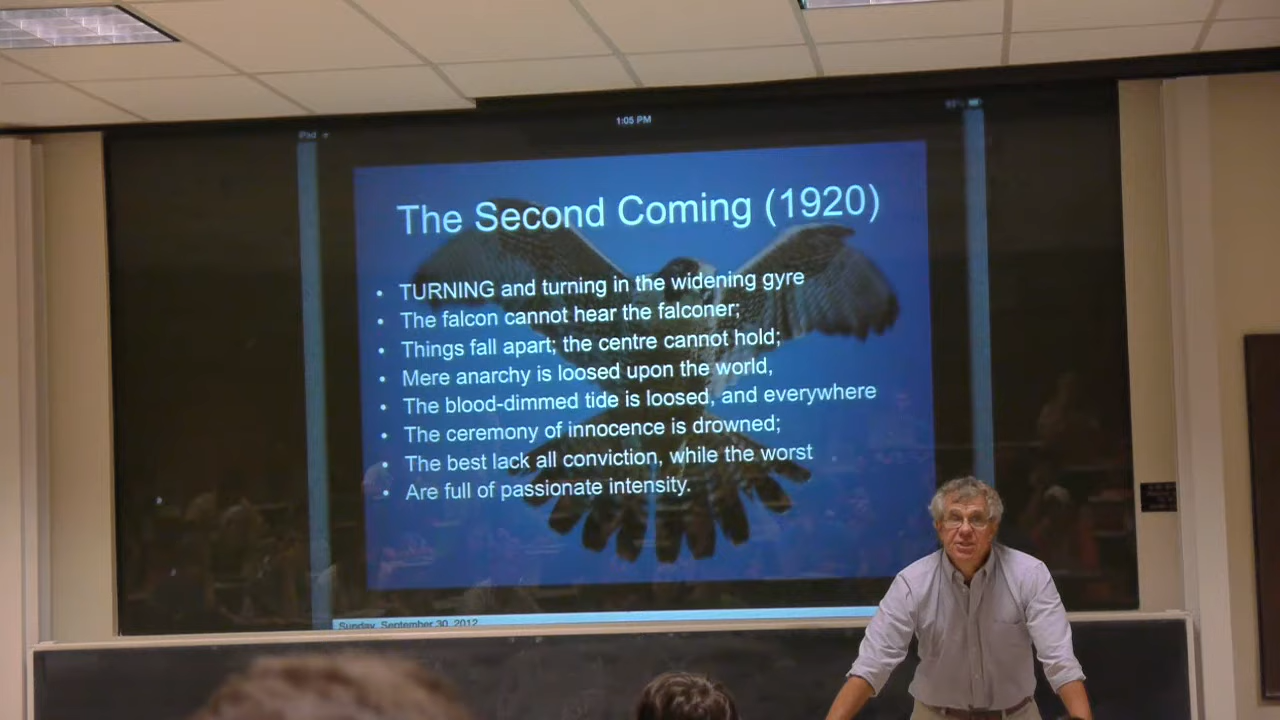 iPad
1:05 PM
The Second Coming (1920)
• TURNING and turning in the widening gyre
• The falcon cannot hear the falconer;
• Things fall apart; the centre cannot hold;
• Mere anarchy is loosed upon the world,
• The blood-dimmed tide is loosed, and everywhere
• The ceremony of innocence is drowned;
• The best lack all conviction, while the worst
• Are full of passionate intensity.
Sunday, September 30, 2012